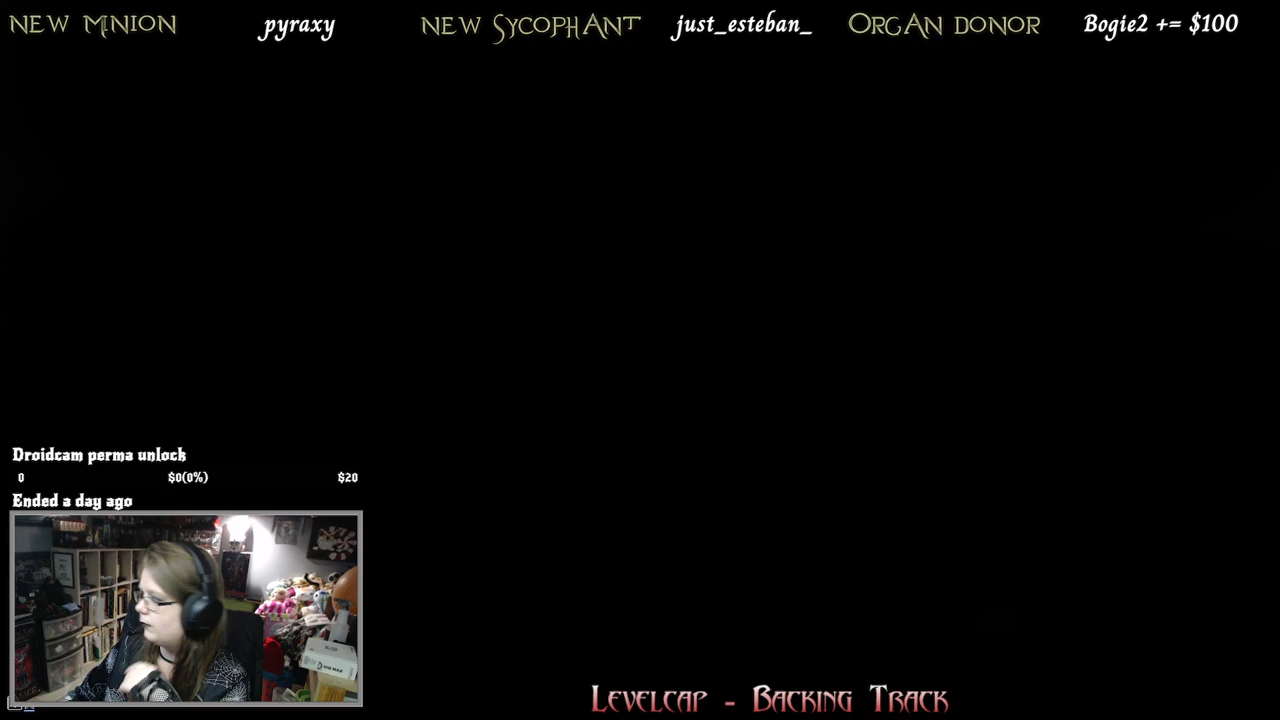 NEW MINION pyraxy NEW SYCOPHANT just_esteban_ ORGAN DONOR Bogie2 += $100
Droidcam perma unlock
0 $0(0%) $20
Ended a day ago
Levelcap - Backing Track